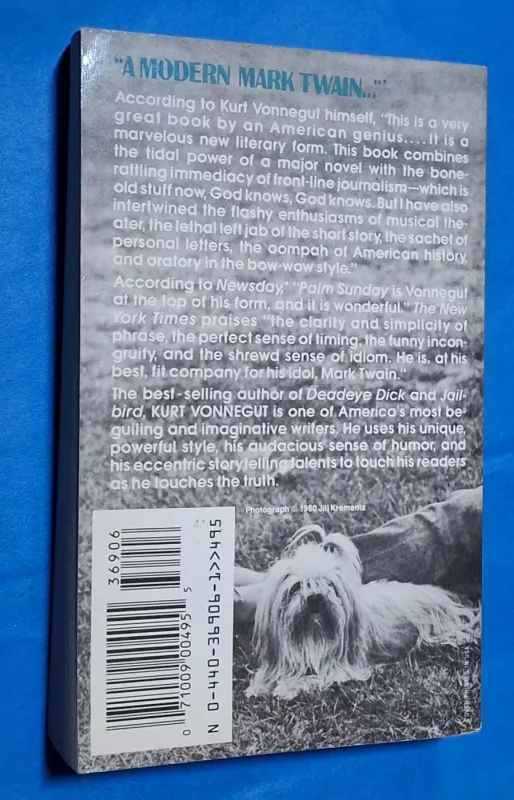 "A MODERN MARK TWAIN..."*
According to Kurt Vonnegut himself, "This is a very
great book by an American genius....It is a
marvelous new literary form. This book combines
the tidal power of a major novel with the bone-
rattling immediacy of front-line journalism—which is
old stuff now, God knows, God knows. But I have also
intertwined the flashy enthusiasms of musical the-
ater, the lethal left jab of the short story, the sachet of
personal letters, the oompah of American history,
and oratory in the bow-wow style."
According to Newsday,* "Palm Sunday is Vonnegut
at the top of his form, and it is wonderful." The New
York Times praises "the clarity and simplicity of
phrase, the perfect sense of timing, the funny incon-
gruity, and the shrewd sense of idiom. He is, at his
best, fit company for his idol, Mark Twain."
The best-selling author of Deadeye Dick and Jail-
bird, KURT VONNEGUT is one of America's most be-
guiling and imaginative writers. He uses his unique,
powerful style, his audacious sense of humor, and
his eccentric storytelling talents to touch his readers
as he touches the truth.
Photograph © 1980 Jill Krementz
36906
0 71009 00495 5
N 0-440-36906-1>>495